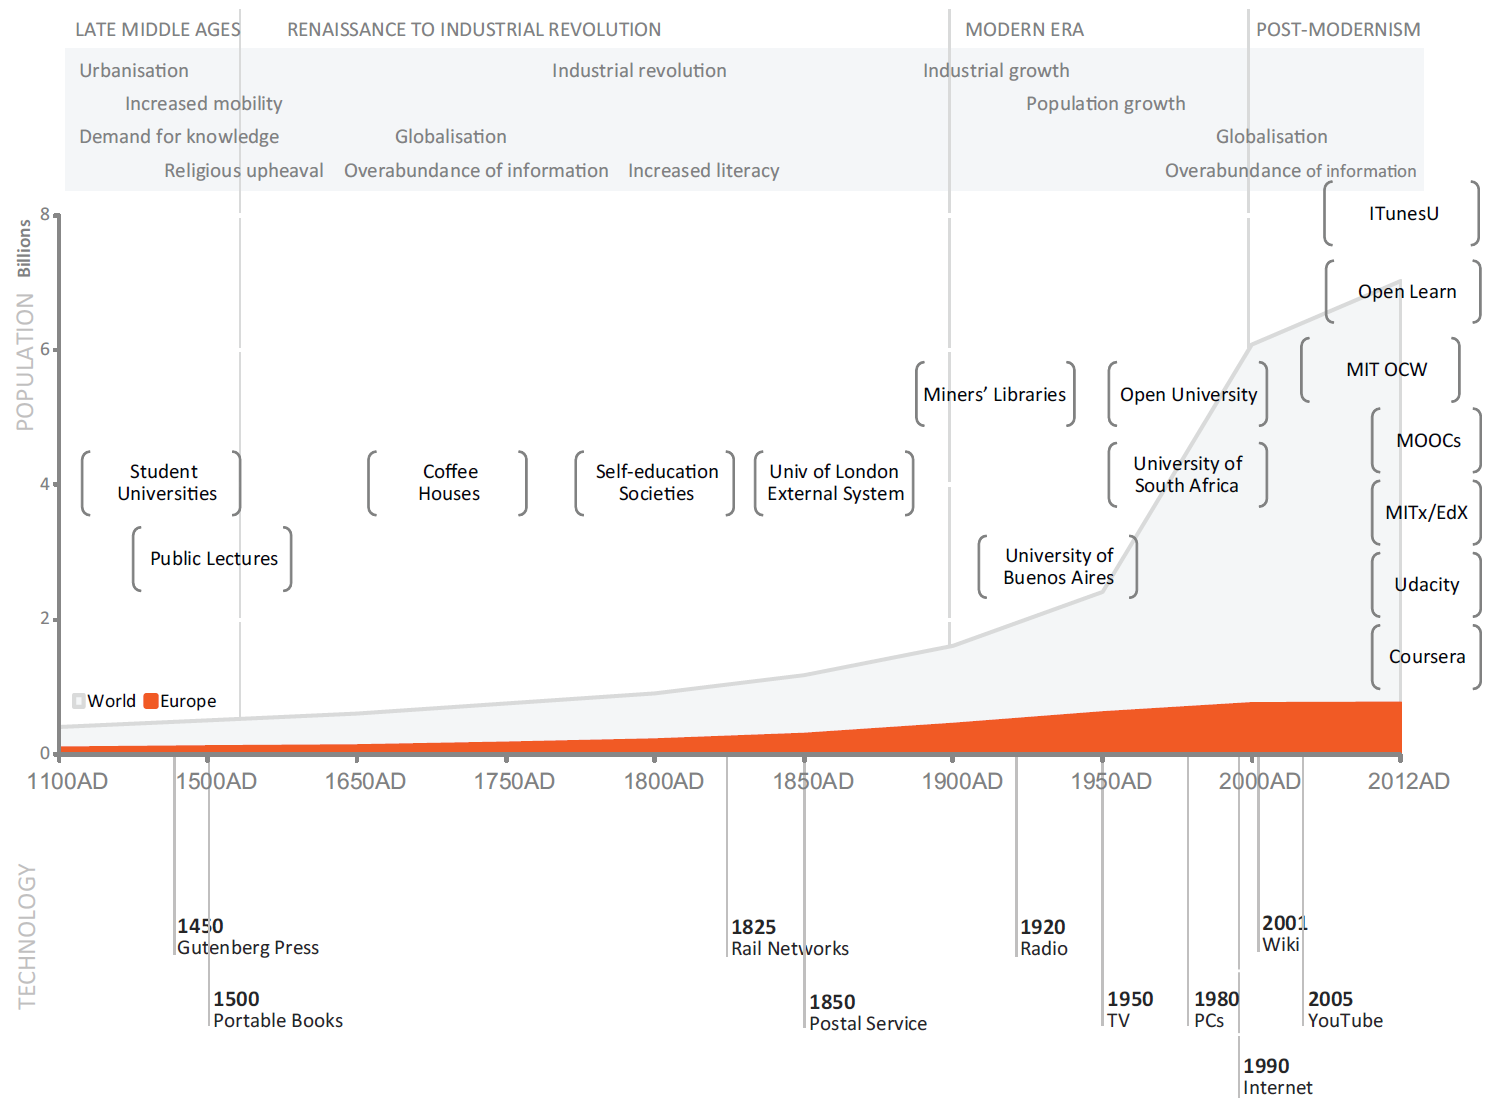 LATE MIDDLE AGES
RENAISSANCE TO INDUSTRIAL REVOLUTION
MODERN ERA
POST-MODERNISM
Urbanisation
Industrial revolution
Industrial growth
Increased mobility
Population growth
Demand for knowledge
Globalisation
Globalisation
Religious upheaval
Overabundance of information
Increased literacy
Overabundance of information
POPULATION Billions
8
6
4
2
0
ITunesU
Open Learn
MIT OCW
Miners’ Libraries
Open University
MOOCs
Student
Universities
Coffee
Houses
Self-education
Societies
Univ of London
External System
University of
South Africa
MITx/EdX
Public Lectures
University of
Buenos Aires
Udacity
Coursera
World
Europe
1100AD
1500AD
1650AD
1750AD
1800AD
1850AD
1900AD
1950AD
2000AD
2012AD
TECHNOLOGY
1450
Gutenberg Press
1500
Portable Books
1825
Rail Networks
1850
Postal Service
1920
Radio
1950
TV
1980
PCs
1990
Internet
2001
Wiki
2005
YouTube